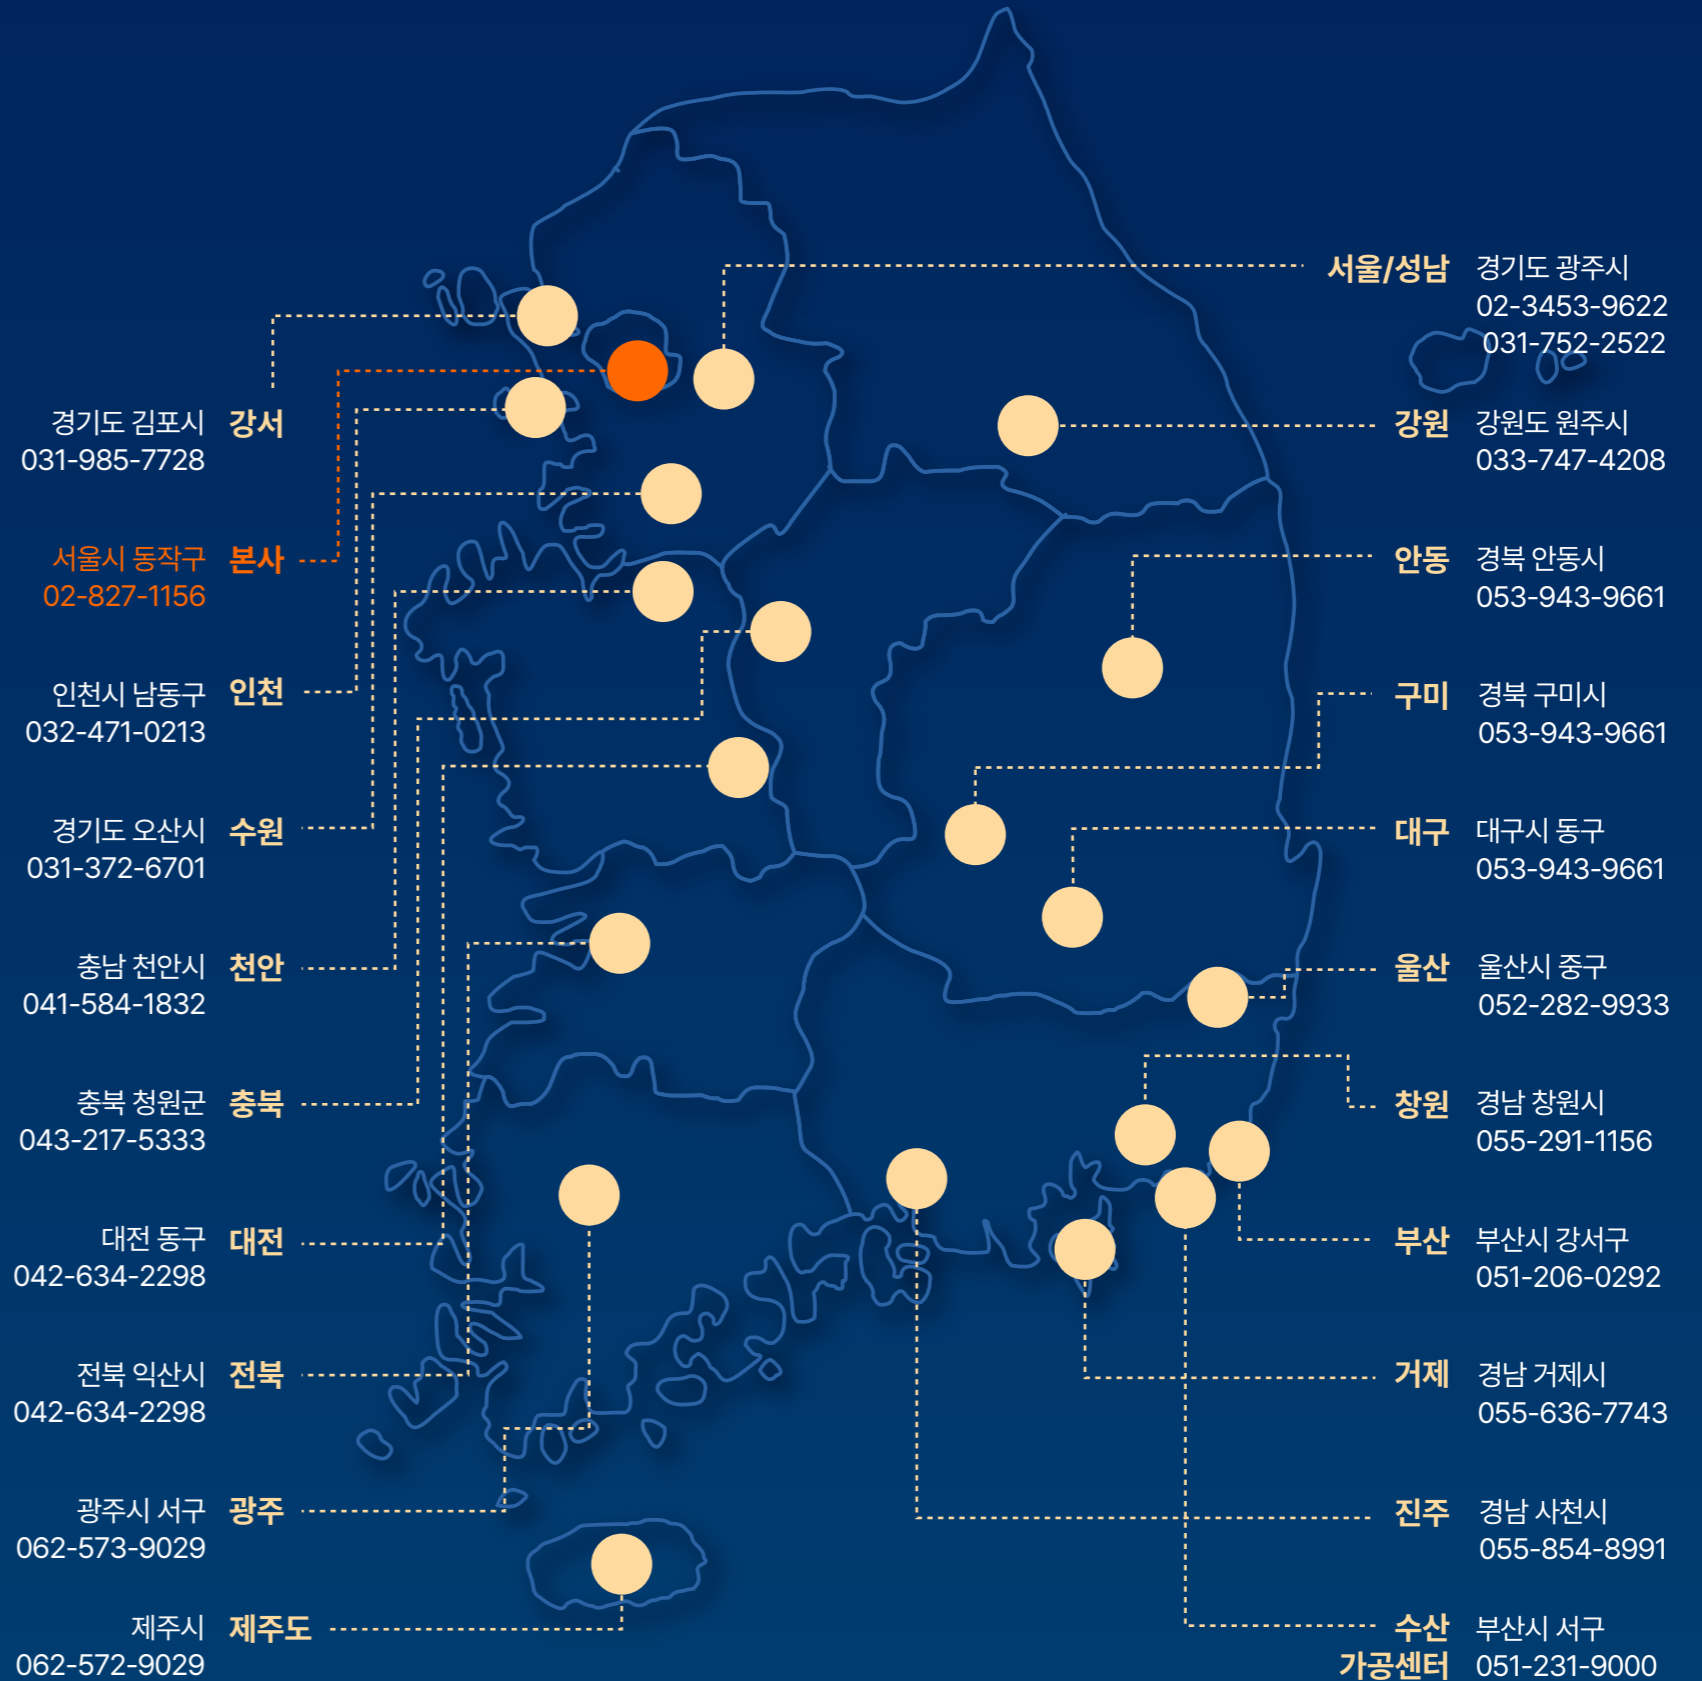 강서
경기도 김포시
031-985-7728
본사
서울시 동작구
02-827-1156
인천
인천시 남동구
032-471-0213
수원
경기도 오산시
031-372-6701
천안
충남 천안시
041-584-1832
충북
충북 청원군
043-217-5333
대전
대전 동구
042-634-2298
전북
전북 익산시
042-634-2298
광주
광주시 서구
062-573-9029
제주도
제주시
062-572-9029
서울/성남
경기도 광주시
02-3453-9622
031-752-2522
강원
강원도 원주시
033-747-4208
안동
경북 안동시
053-943-9661
구미
경북 구미시
053-943-9661
대구
대구시 동구
053-943-9661
울산
울산시 중구
052-282-9933
창원
경남 창원시
055-291-1156
부산
부산시 강서구
051-206-0292
거제
경남 거제시
055-636-7743
진주
경남 사천시
055-854-8991
수산
가공센터
부산시 서구
051-231-9000